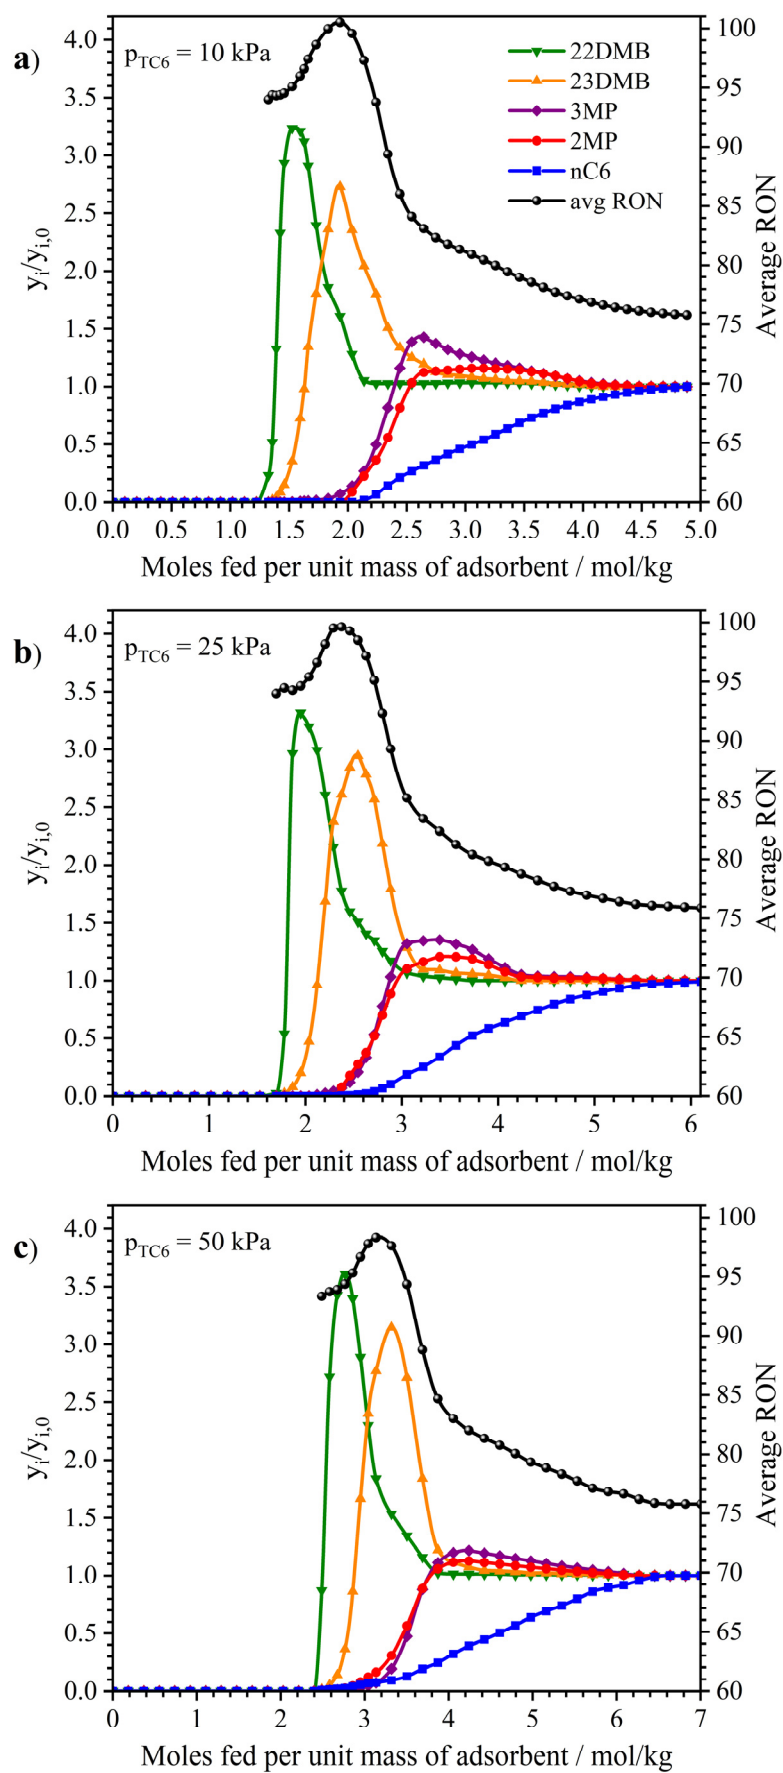 a)
p_TC6 = 10 kPa
22DMB
23DMB
3MP
2MP
nC6
avg RON
4.0
3.5
3.0
2.5
2.0
1.5
1.0
0.5
0.0
y_i/y_i,0
100
95
90
85
80
75
70
65
60
Average RON
0.0 0.5 1.0 1.5 2.0 2.5 3.0 3.5 4.0 4.5 5.0
Moles fed per unit mass of adsorbent / mol/kg
b)
p_TC6 = 25 kPa
4.0
3.5
3.0
2.5
2.0
1.5
1.0
0.5
0.0
y_i/y_i,0
100
95
90
85
80
75
70
65
60
Average RON
0 1 2 3 4 5 6
Moles fed per unit mass of adsorbent / mol/kg
c)
p_TC6 = 50 kPa
4.0
3.5
3.0
2.5
2.0
1.5
1.0
0.5
0.0
y_i/y_i,0
100
95
90
85
80
75
70
65
60
Average RON
0 1 2 3 4 5 6 7
Moles fed per unit mass of adsorbent / mol/kg